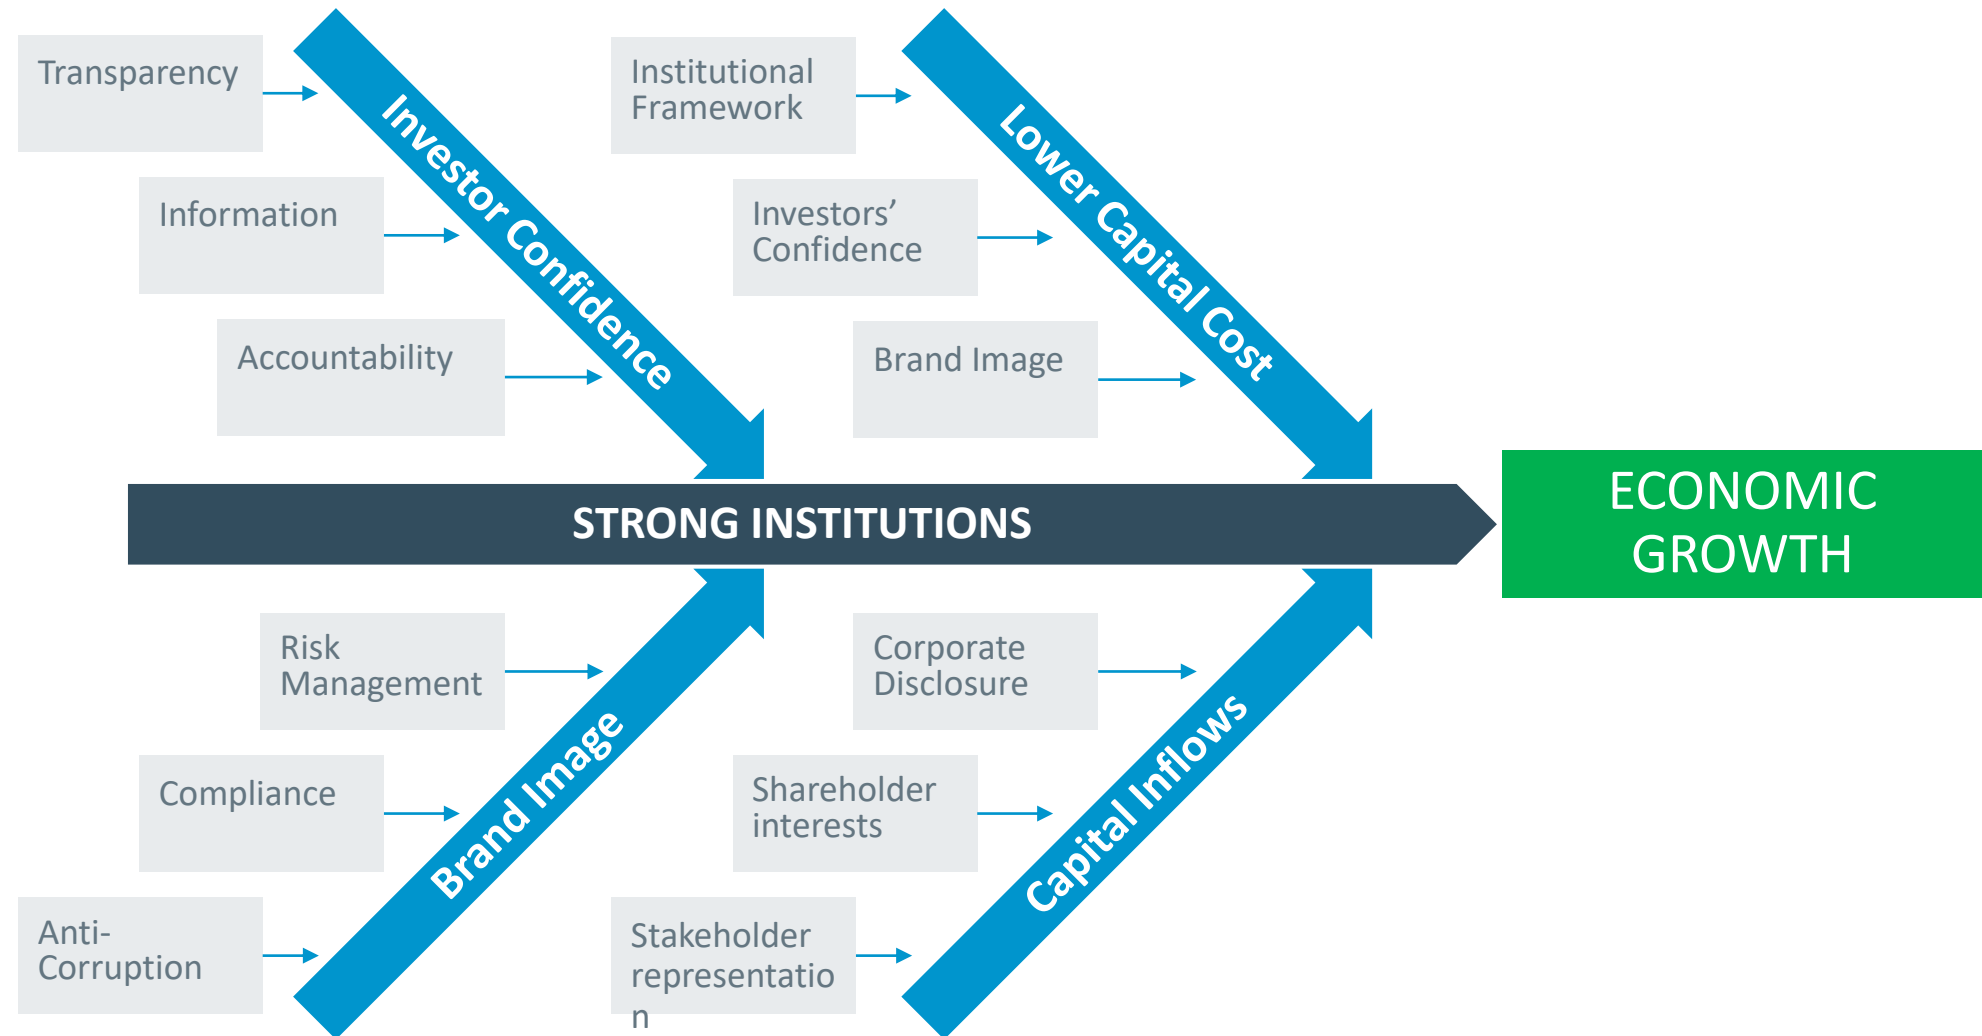 Transparency
Information
Accountability
Investor Confidence
Institutional
Framework
Investors’
Confidence
Brand Image
Lower Capital Cost
STRONG INSTITUTIONS
ECONOMIC
GROWTH
Risk
Management
Compliance
Anti-
Corruption
Brand Image
Corporate
Disclosure
Shareholder
interests
Stakeholder
representatio
n
Capital Inflows